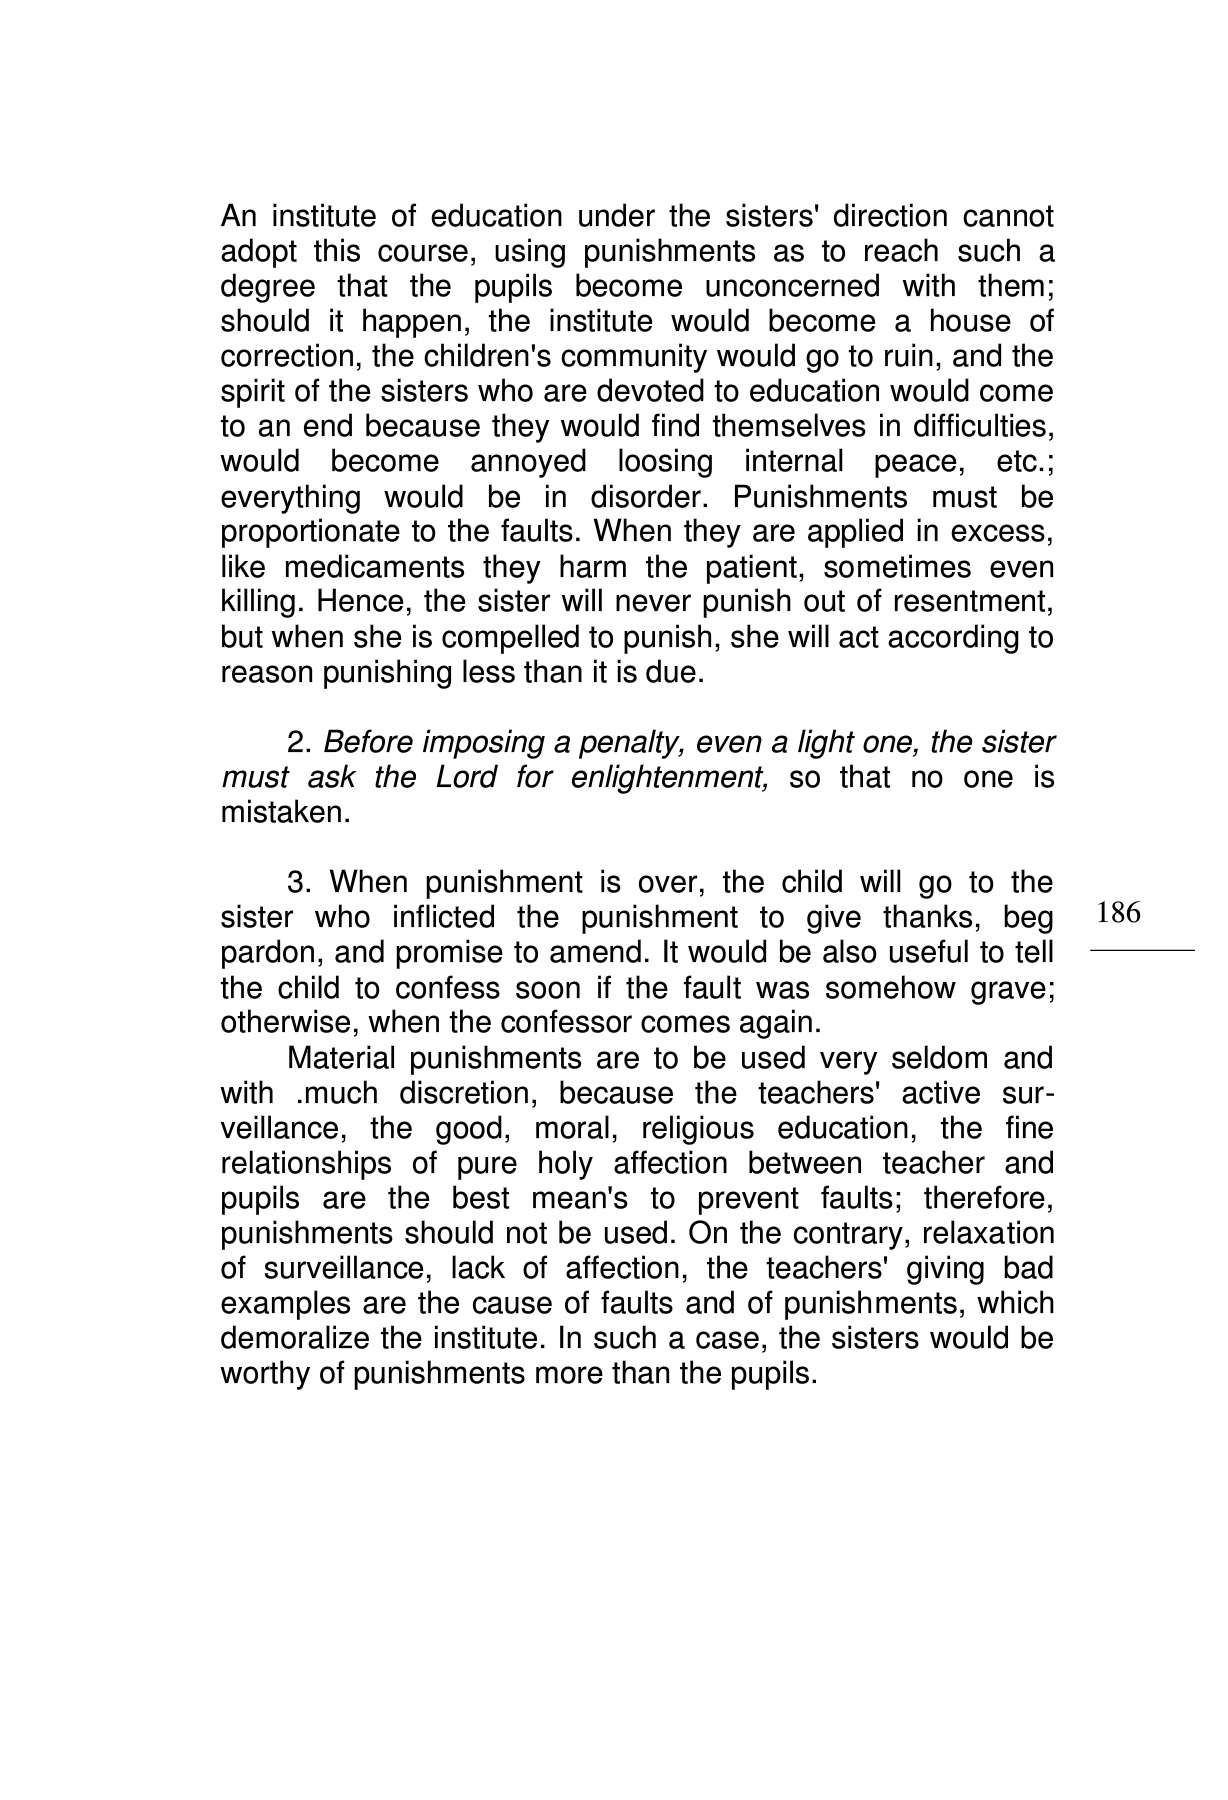 An institute of education under the sisters' direction cannot
adopt this course, using punishments as to reach such a
degree that the pupils become unconcerned with them;
should it happen, the institute would become a house of
correction, the children's community would go to ruin, and the
spirit of the sisters who are devoted to education would come
to an end because they would find themselves in difficulties,
would become annoyed loosing internal peace, etc.;
everything would be in disorder. Punishments must be
proportionate to the faults. When they are applied in excess,
like medicaments they harm the patient, sometimes even
killing. Hence, the sister will never punish out of resentment,
but when she is compelled to punish, she will act according to
reason punishing less than it is due.
2. Before imposing a penalty, even a light one, the sister
must ask the Lord for enlightenment, so that no one is
mistaken.
3. When punishment is over, the child will go to the
sister who inflicted the punishment to give thanks, beg
pardon, and promise to amend. It would be also useful to tell
the child to confess soon if the fault was somehow grave;
otherwise, when the confessor comes again.
Material punishments are to be used very seldom and
with .much discretion, because the teachers' active sur-
veillance, the good, moral, religious education, the fine
relationships of pure holy affection between teacher and
pupils are the best mean's to prevent faults; therefore,
punishments should not be used. On the contrary, relaxation
of surveillance, lack of affection, the teachers' giving bad
examples are the cause of faults and of punishments, which
demoralize the institute. In such a case, the sisters would be
worthy of punishments more than the pupils.
186